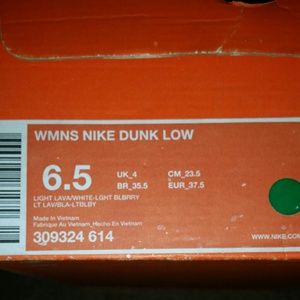 WMNS NIKE DUNK LOW
6.5
UK_4 CM_23.5
BR_35.5 EUR_37.5
LIGHT LAVA/WHITE-LGHT BLBRRY
LT LAV/BLA-LTBLBY
Made In Vietnam
Fabrique Au Vietnam_Hecho En Vietnam
309324 614
WWW.NIKE.COM